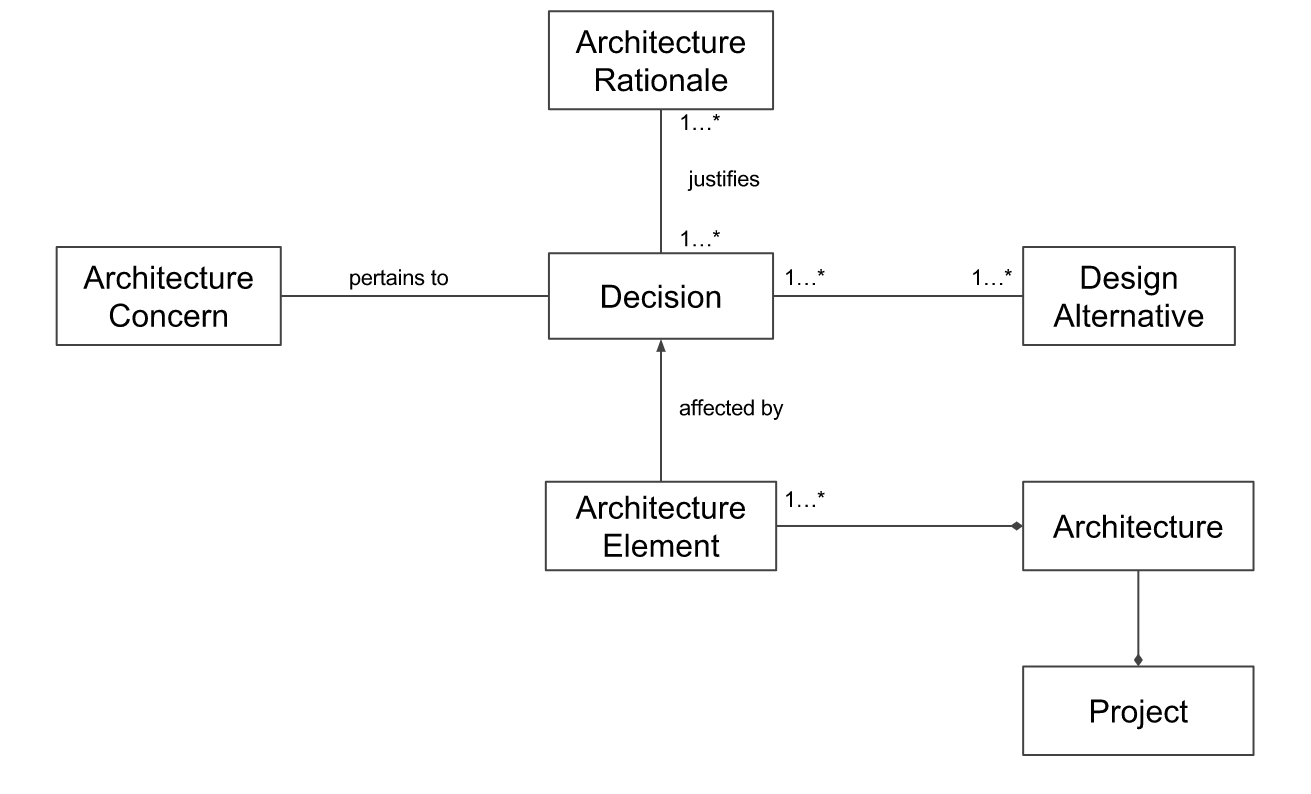 Architecture
Rationale
1...*
justifies
1...*
Architecture
Concern
pertains to
Decision
1...*
1...*
Design
Alternative
affected by
Architecture
Element
1...*
Architecture
Project